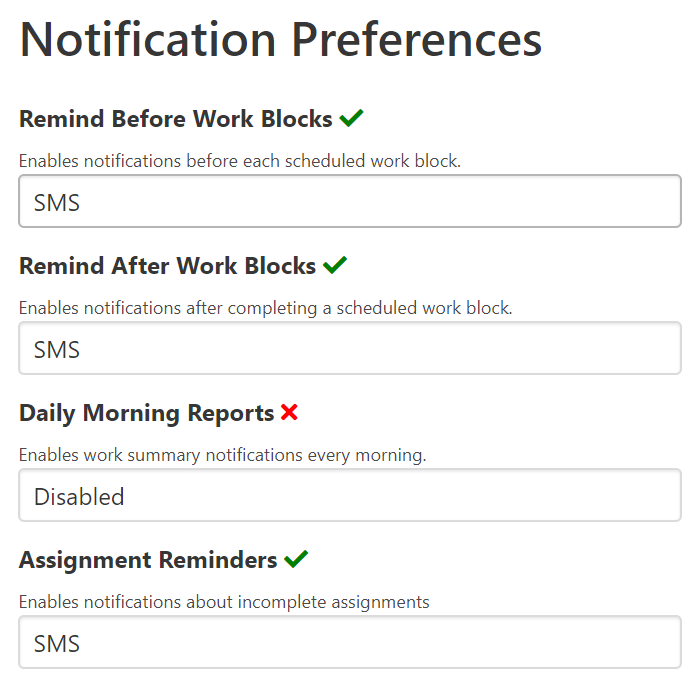 Notification Preferences
Remind Before Work Blocks
Enables notifications before each scheduled work block.
SMS
Remind After Work Blocks
Enables notifications after completing a scheduled work block.
SMS
Daily Morning Reports
Enables work summary notifications every morning.
Disabled
Assignment Reminders
Enables notifications about incomplete assignments
SMS